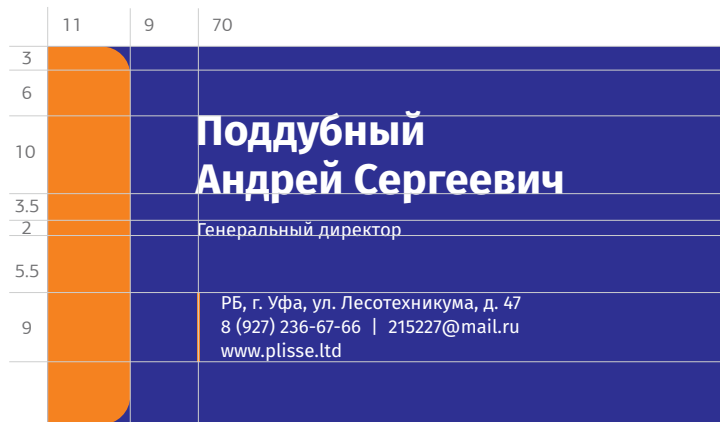 11 9 70
3
6
10
3.5
2
5.5
9
Поддубный
Андрей Сергеевич
Генеральный директор
РБ, г. Уфа, ул. Лесотехникума, д. 47
8 (927) 236-67-66 | 215227@mail.ru
www.plisse.ltd